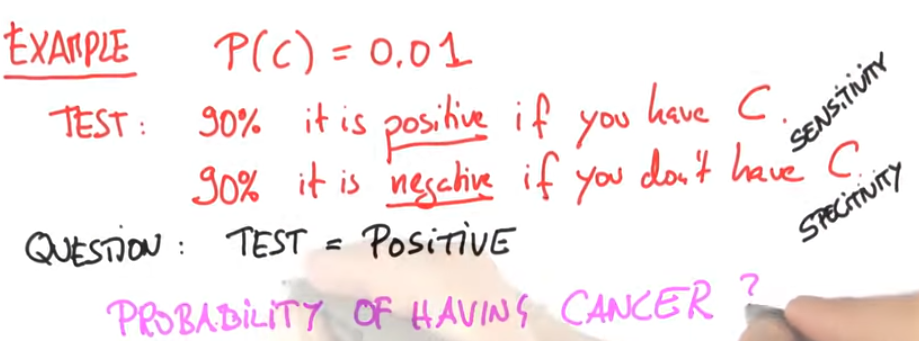 EXAMPLE P(C) = 0.01
TEST: 90% it is positive if you have C.
SENSITIVITY
90% it is negative if you don't have C.
SPECITIVITY
QUESTION: TEST = POSITIVE
PROBABILITY OF HAVING CANCER ?